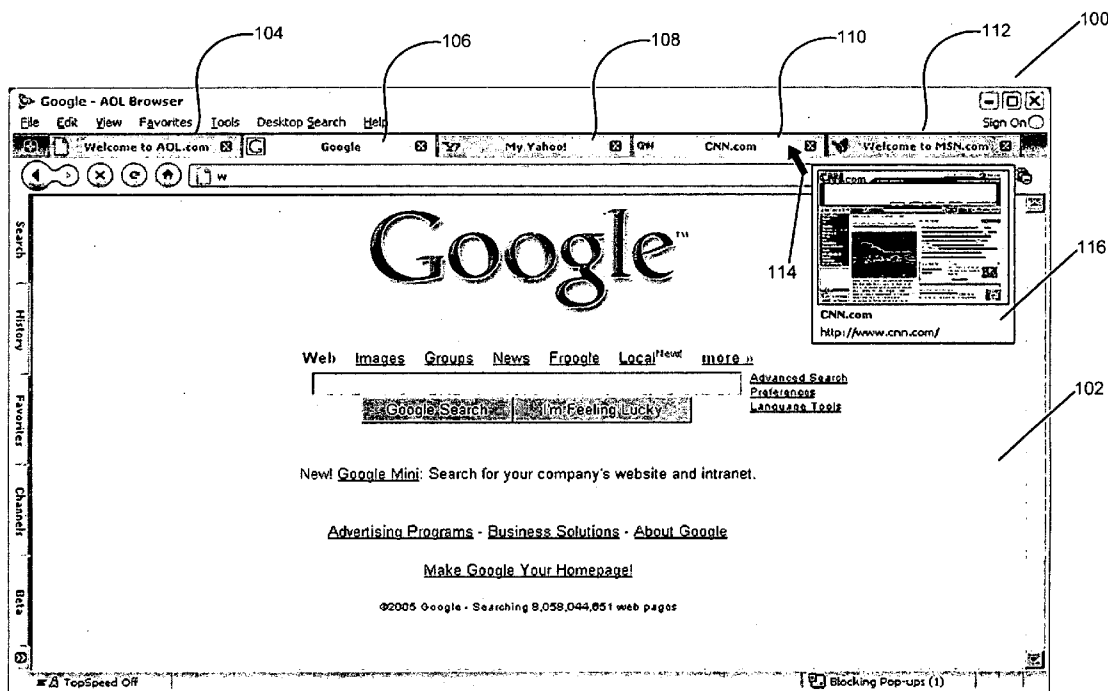 104
106
108
110
112
100
Google - AOL Browser
File Edit View Favorites Tools Desktop Search Help
Sign On
Welcome to AOL.com
G Google
Y7 My Yahoo!
CNN.com
Welcome to MSN.com
w
Google™
CNN.com
114
116
CNN.com
http://www.cnn.com/
Web Images Groups News Froogle Local New! more »
Advanced Search
Preferences
Language Tools
Google Search I'm Feeling Lucky
102
New! Google Mini: Search for your company's website and intranet.
Advertising Programs - Business Solutions - About Google
Make Google Your Homepage!
©2005 Google - Searching 8,058,044,651 web pages
Search
History
Favorites
Channels
Beta
TopSpeed Off
Blocking Pop-ups (1)